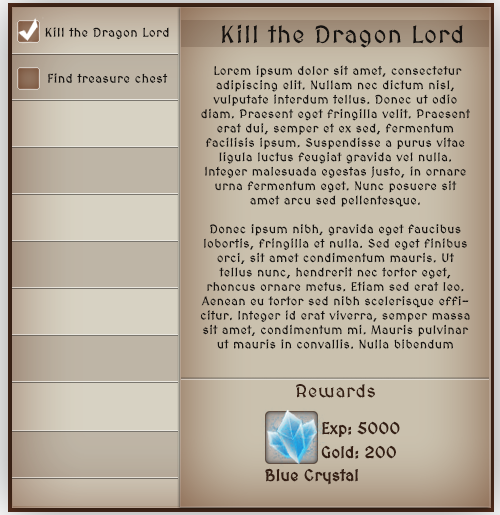 Kill the Dragon Lord
Find treasure chest
Kill the Dragon Lord
Lorem ipsum dolor sit amet, consectetur
adipiscing elit. Nullam nec dictum nisl,
vulputate interdum tellus. Donec ut odio
diam. Praesent eget fringilla velit. Praesent
erat dui, semper et ex sed, fermentum
facilisis ipsum. Suspendisse a purus vitae
ligula luctus feugiat gravida vel nulla.
Integer malesuada egestas justo, in ornare
urna fermentum eget. Nunc posuere sit
amet arcu sed pellentesque.
Donec ipsum nibh, gravida eget faucibus
lobortis, fringilla et nulla. Sed eget finibus
orci, sit amet condimentum mauris. Ut
tellus nunc, hendrerit nec tortor eget,
rhoncus ornare metus. Etiam sed erat leo.
Aenean eu tortor sed nibh scelerisque effi-
citur. Integer id erat viverra, semper massa
sit amet, condimentum mi. Mauris pulvinar
ut mauris in convallis. Nulla bibendum
Rewards
Exp: 5000
Gold: 200
Blue Crystal